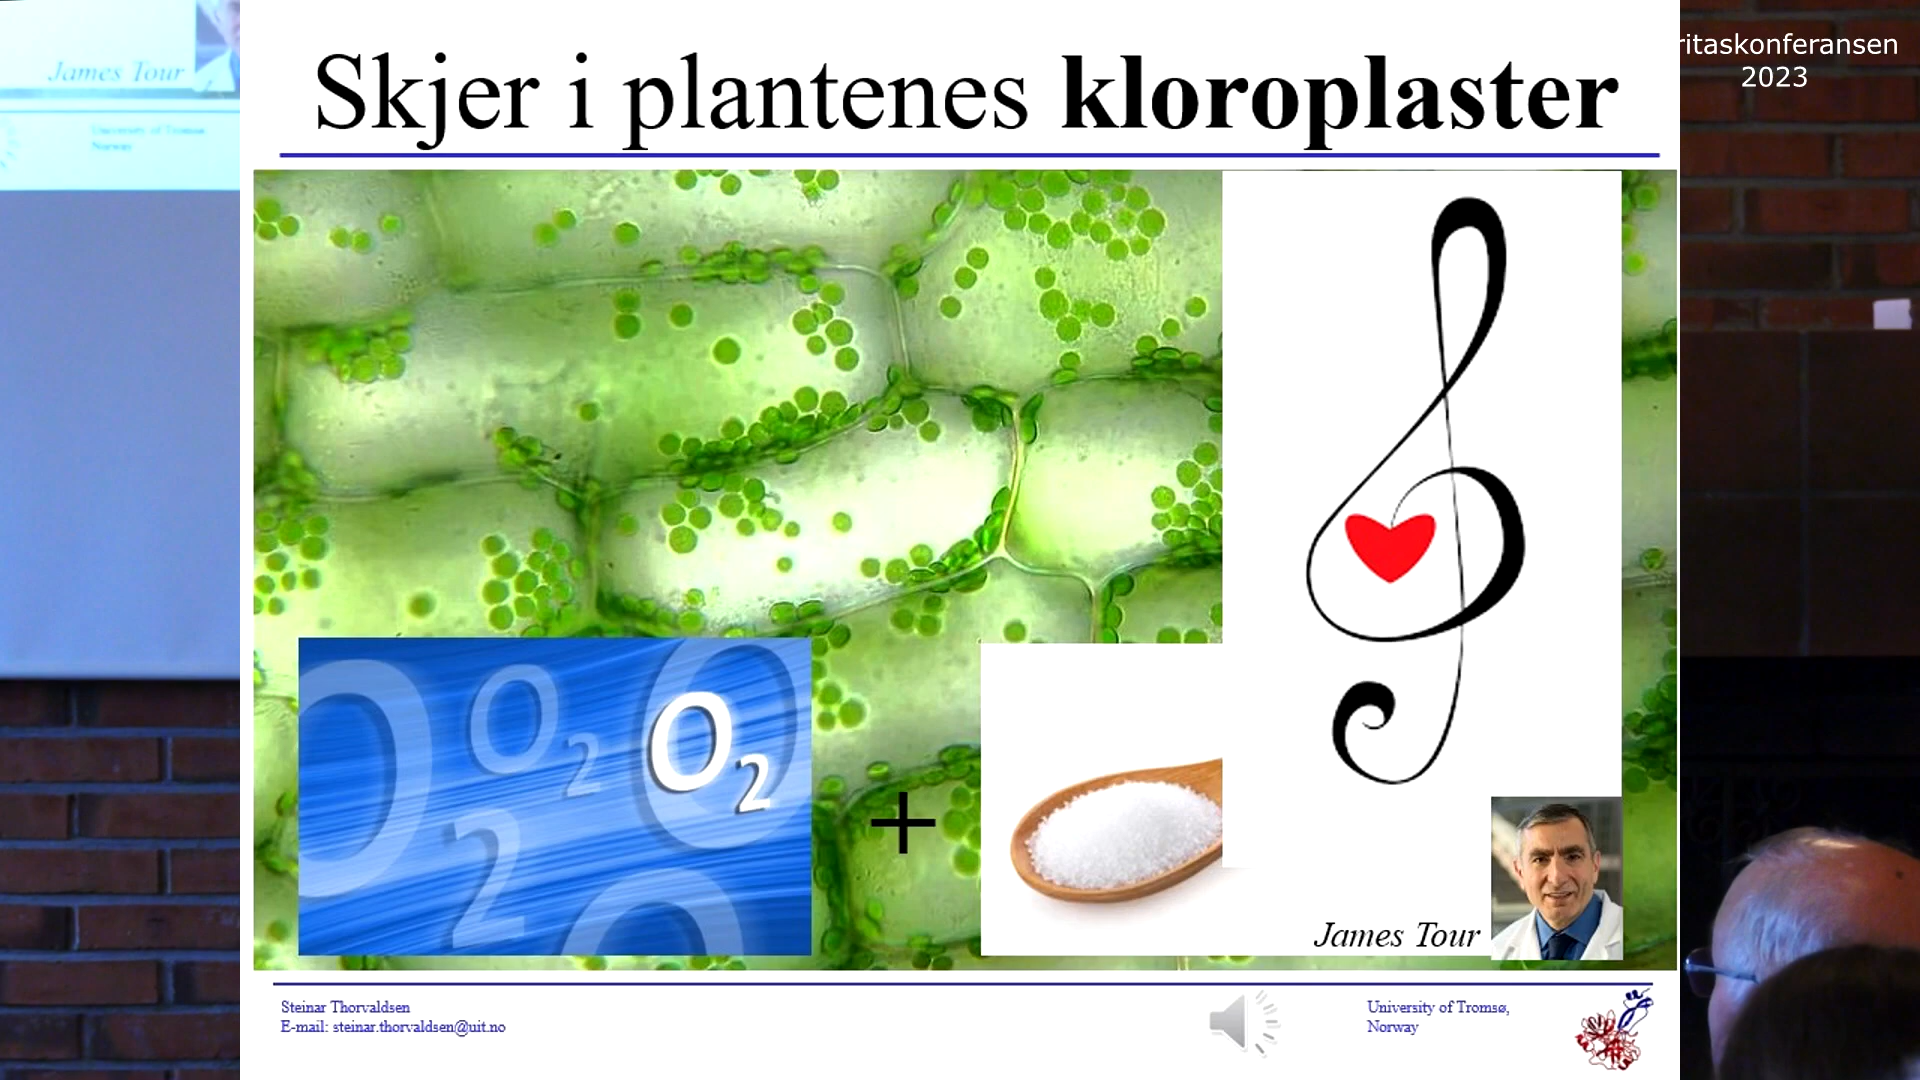 James Tour
University of Tromsø
Norway
Skjer i plantenes kloroplaster
ritaskonferansen
2023
O2
O2
O2
+
James Tour
Steinar Thorvaldsen
E-mail: steinar.thorvaldsen@uit.no
University of Tromsø,
Norway